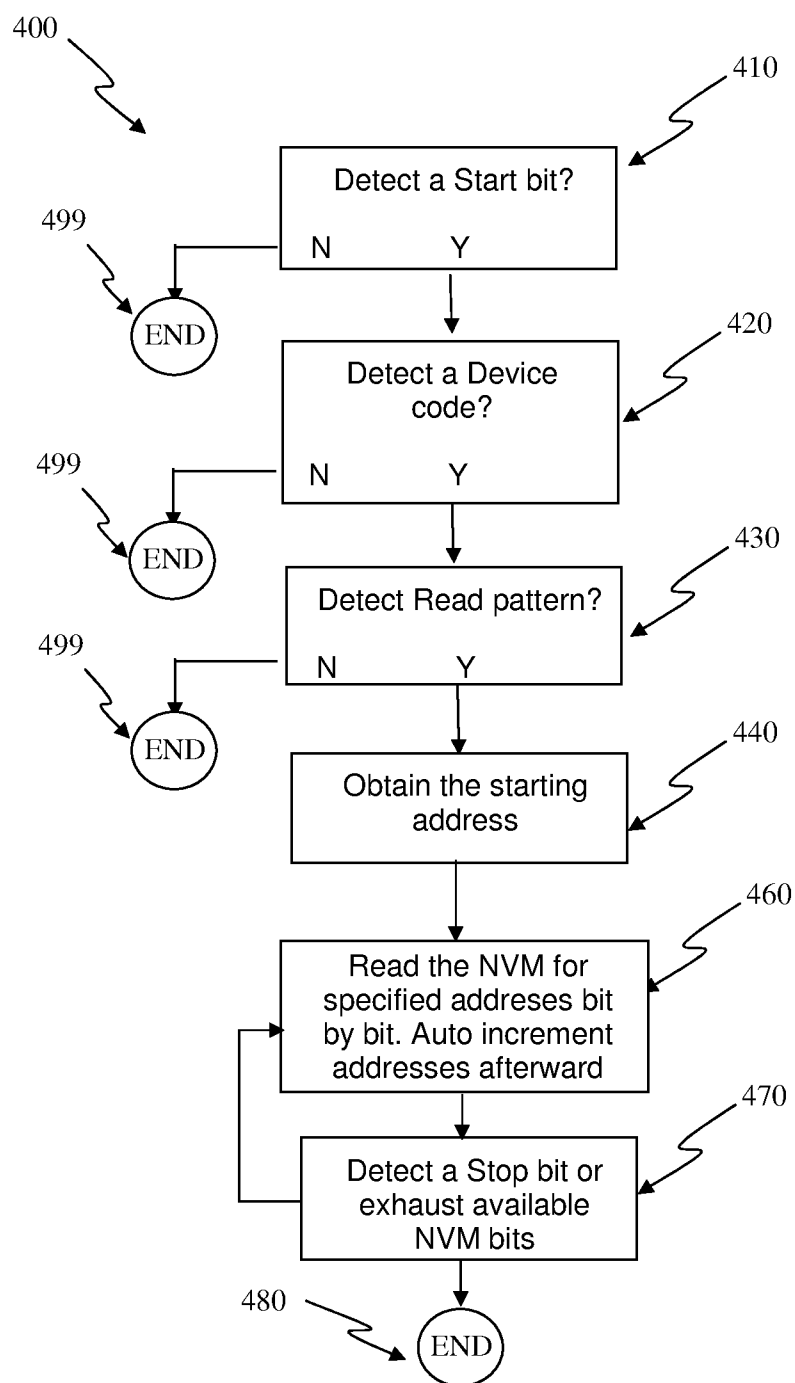 400
410
Detect a Start bit?
N Y
499
END
420
Detect a Device
code?
N Y
499
END
430
Detect Read pattern?
N Y
499
END
440
Obtain the starting
address
460
Read the NVM for
specified addreses bit
by bit. Auto increment
addresses afterward
470
Detect a Stop bit or
exhaust available
NVM bits
480
END